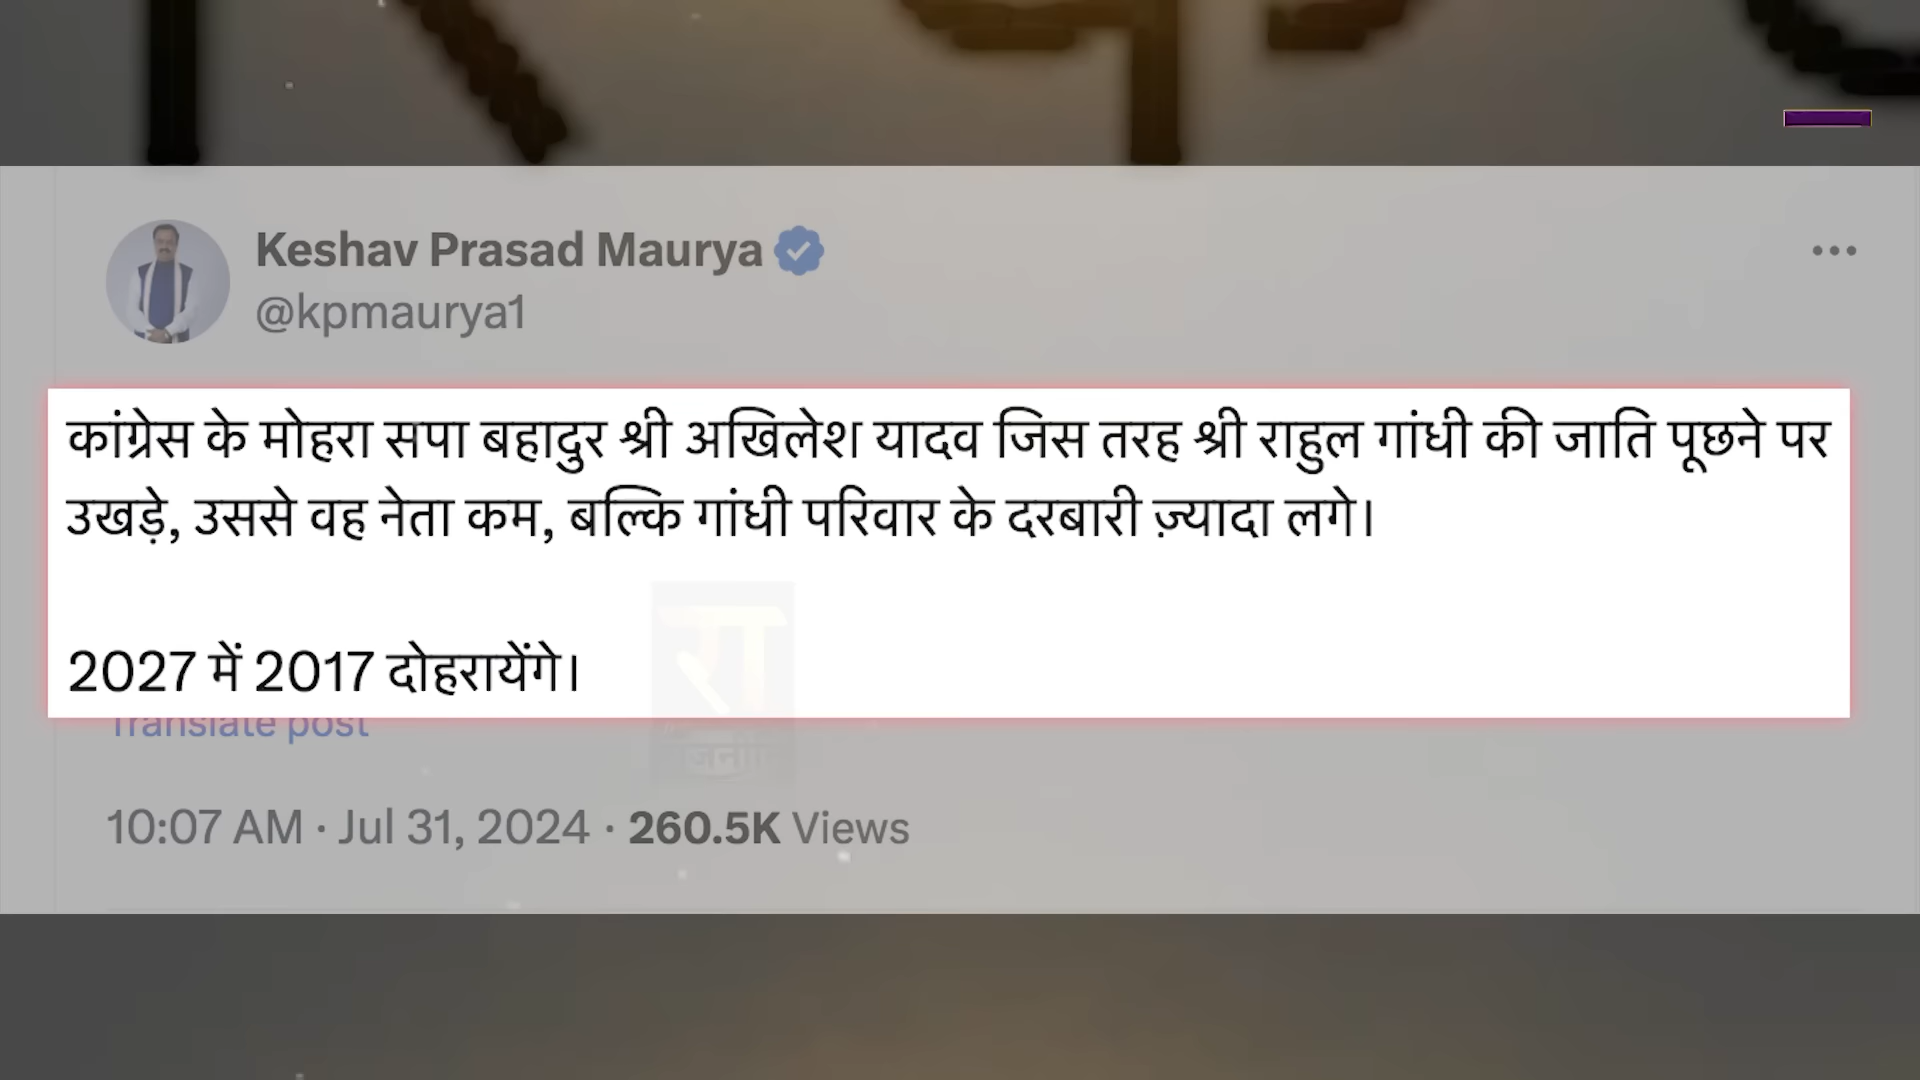 Keshav Prasad Maurya
@kpmaurya1
कांग्रेस के मोहरा सपा बहादुर श्री अखिलेश यादव जिस तरह श्री राहुल गांधी की जाति पूछने पर
उखड़े, उससे वह नेता कम, बल्कि गांधी परिवार के दरबारी ज़्यादा लगे।
2027 में 2017 दोहरायेंगे।
Translate post
10:07 AM · Jul 31, 2024 · 260.5K Views